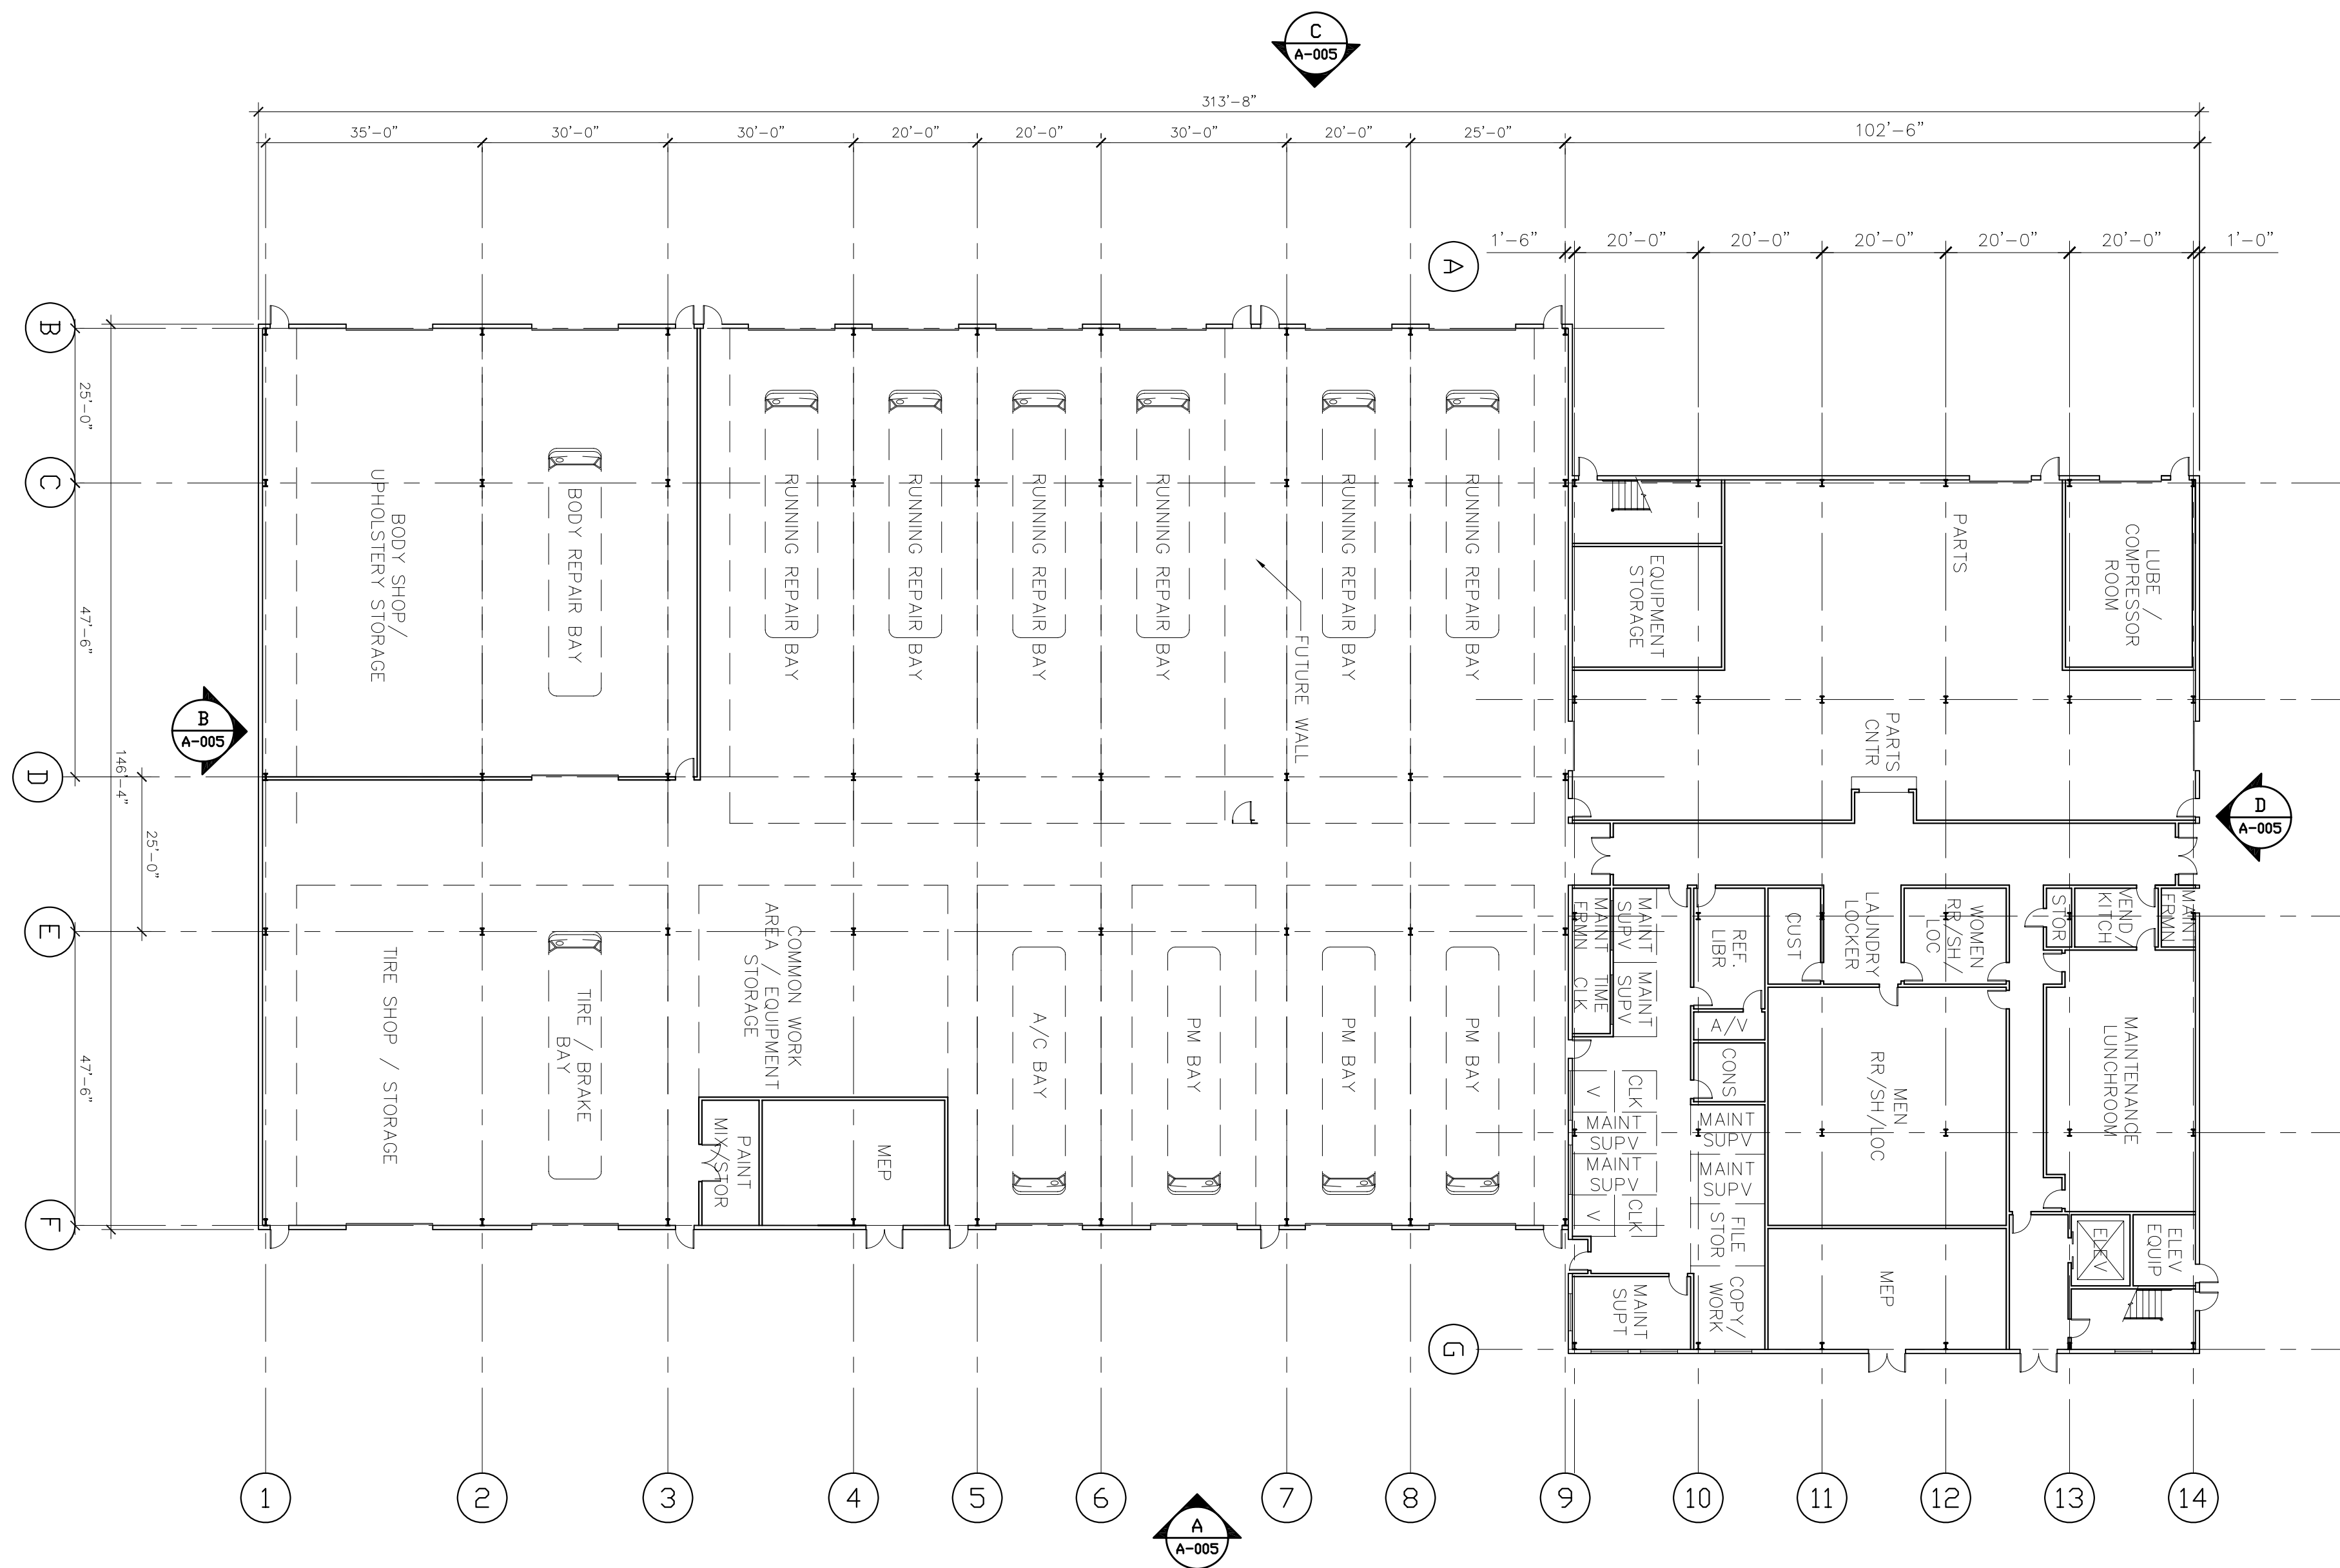 C
A-005
313'-8"
35'-0"
30'-0"
30'-0"
20'-0"
20'-0"
30'-0"
20'-0"
25'-0"
102'-6"
1'-6"
20'-0"
20'-0"
20'-0"
20'-0"
20'-0"
1'-0"
A
B
C
D
E
F
G
25'-0"
47'-6"
146'-4"
25'-0"
47'-6"
B
A-005
D
A-005
BODY SHOP/
UPHOLSTERY STORAGE
BODY REPAIR BAY
RUNNING REPAIR BAY
RUNNING REPAIR BAY
RUNNING REPAIR BAY
RUNNING REPAIR BAY
RUNNING REPAIR BAY
RUNNING REPAIR BAY
FUTURE WALL
EQUIPMENT
STORAGE
PARTS
LUBE /
COMPRESSOR
ROOM
PARTS
CNTR
TIRE SHOP / STORAGE
TIRE / BRAKE
BAY
COMMON WORK
AREA / EQUIPMENT
STORAGE
PAINT
MIX/STOR
MEP
A/C BAY
PM BAY
PM BAY
PM BAY
MAINT
FRMN
TIME
CLK
MAINT
SUPV
MAINT
SUPV
REF.
LIBR
A/V
CONS
CUST
LAUNDRY
LOCKER
WOMEN
RR/SH/
LOC
STOR
VEND/
KITCH
MAINT
FRMN
MEN
RR/SH/LOC
MAINTENANCE
LUNCHROOM
CLK
V
MAINT
SUPV
MAINT
SUPV
CLK
V
MAINT
SUPV
MAINT
SUPV
FILE
STOR
COPY/
WORK
MAINT
SUPT
MEP
ELEV
ELEV
EQUIP
1
2
3
4
5
6
7
8
9
10
11
12
13
14
A
A-005